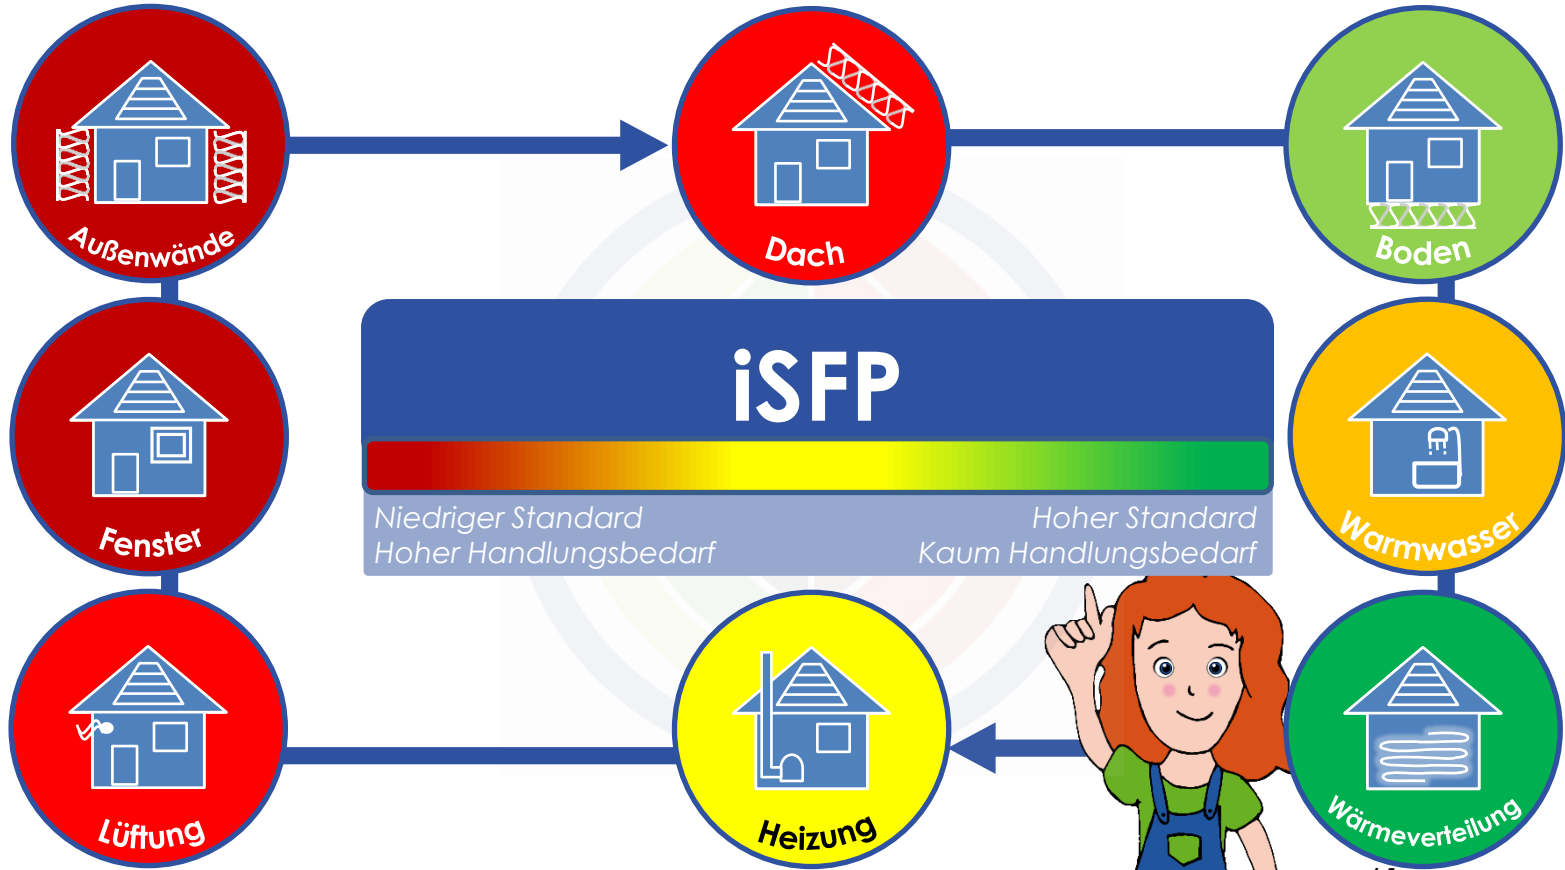 Außenwände
Dach
Boden
iSFP
Niedriger Standard
Hoher Handlungsbedarf
Hoher Standard
Kaum Handlungsbedarf
Fenster
Warmwasser
Lüftung
Heizung
Wärmeverteilung